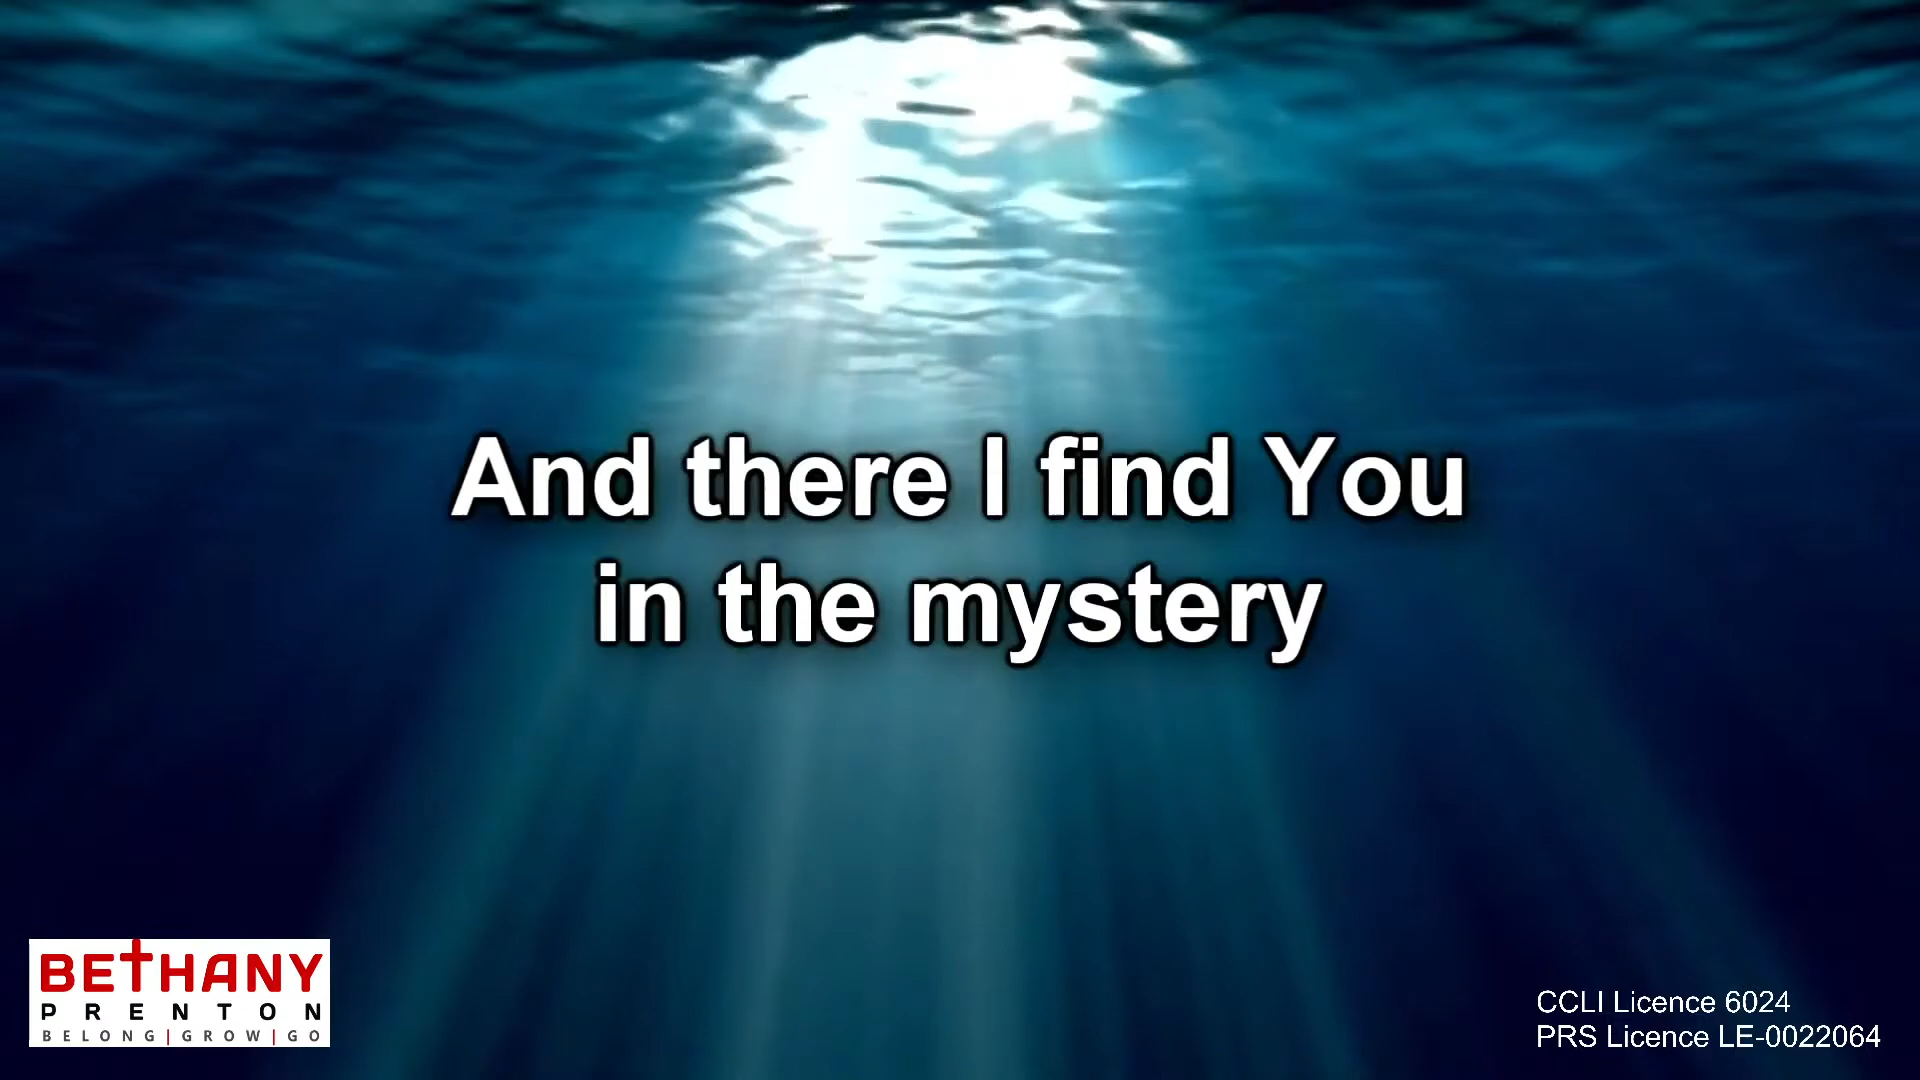 And there I find You
in the mystery
BETHANY
PRENTON
BELONG|GROW|GO
CCLI Licence 6024
PRS Licence LE-0022064